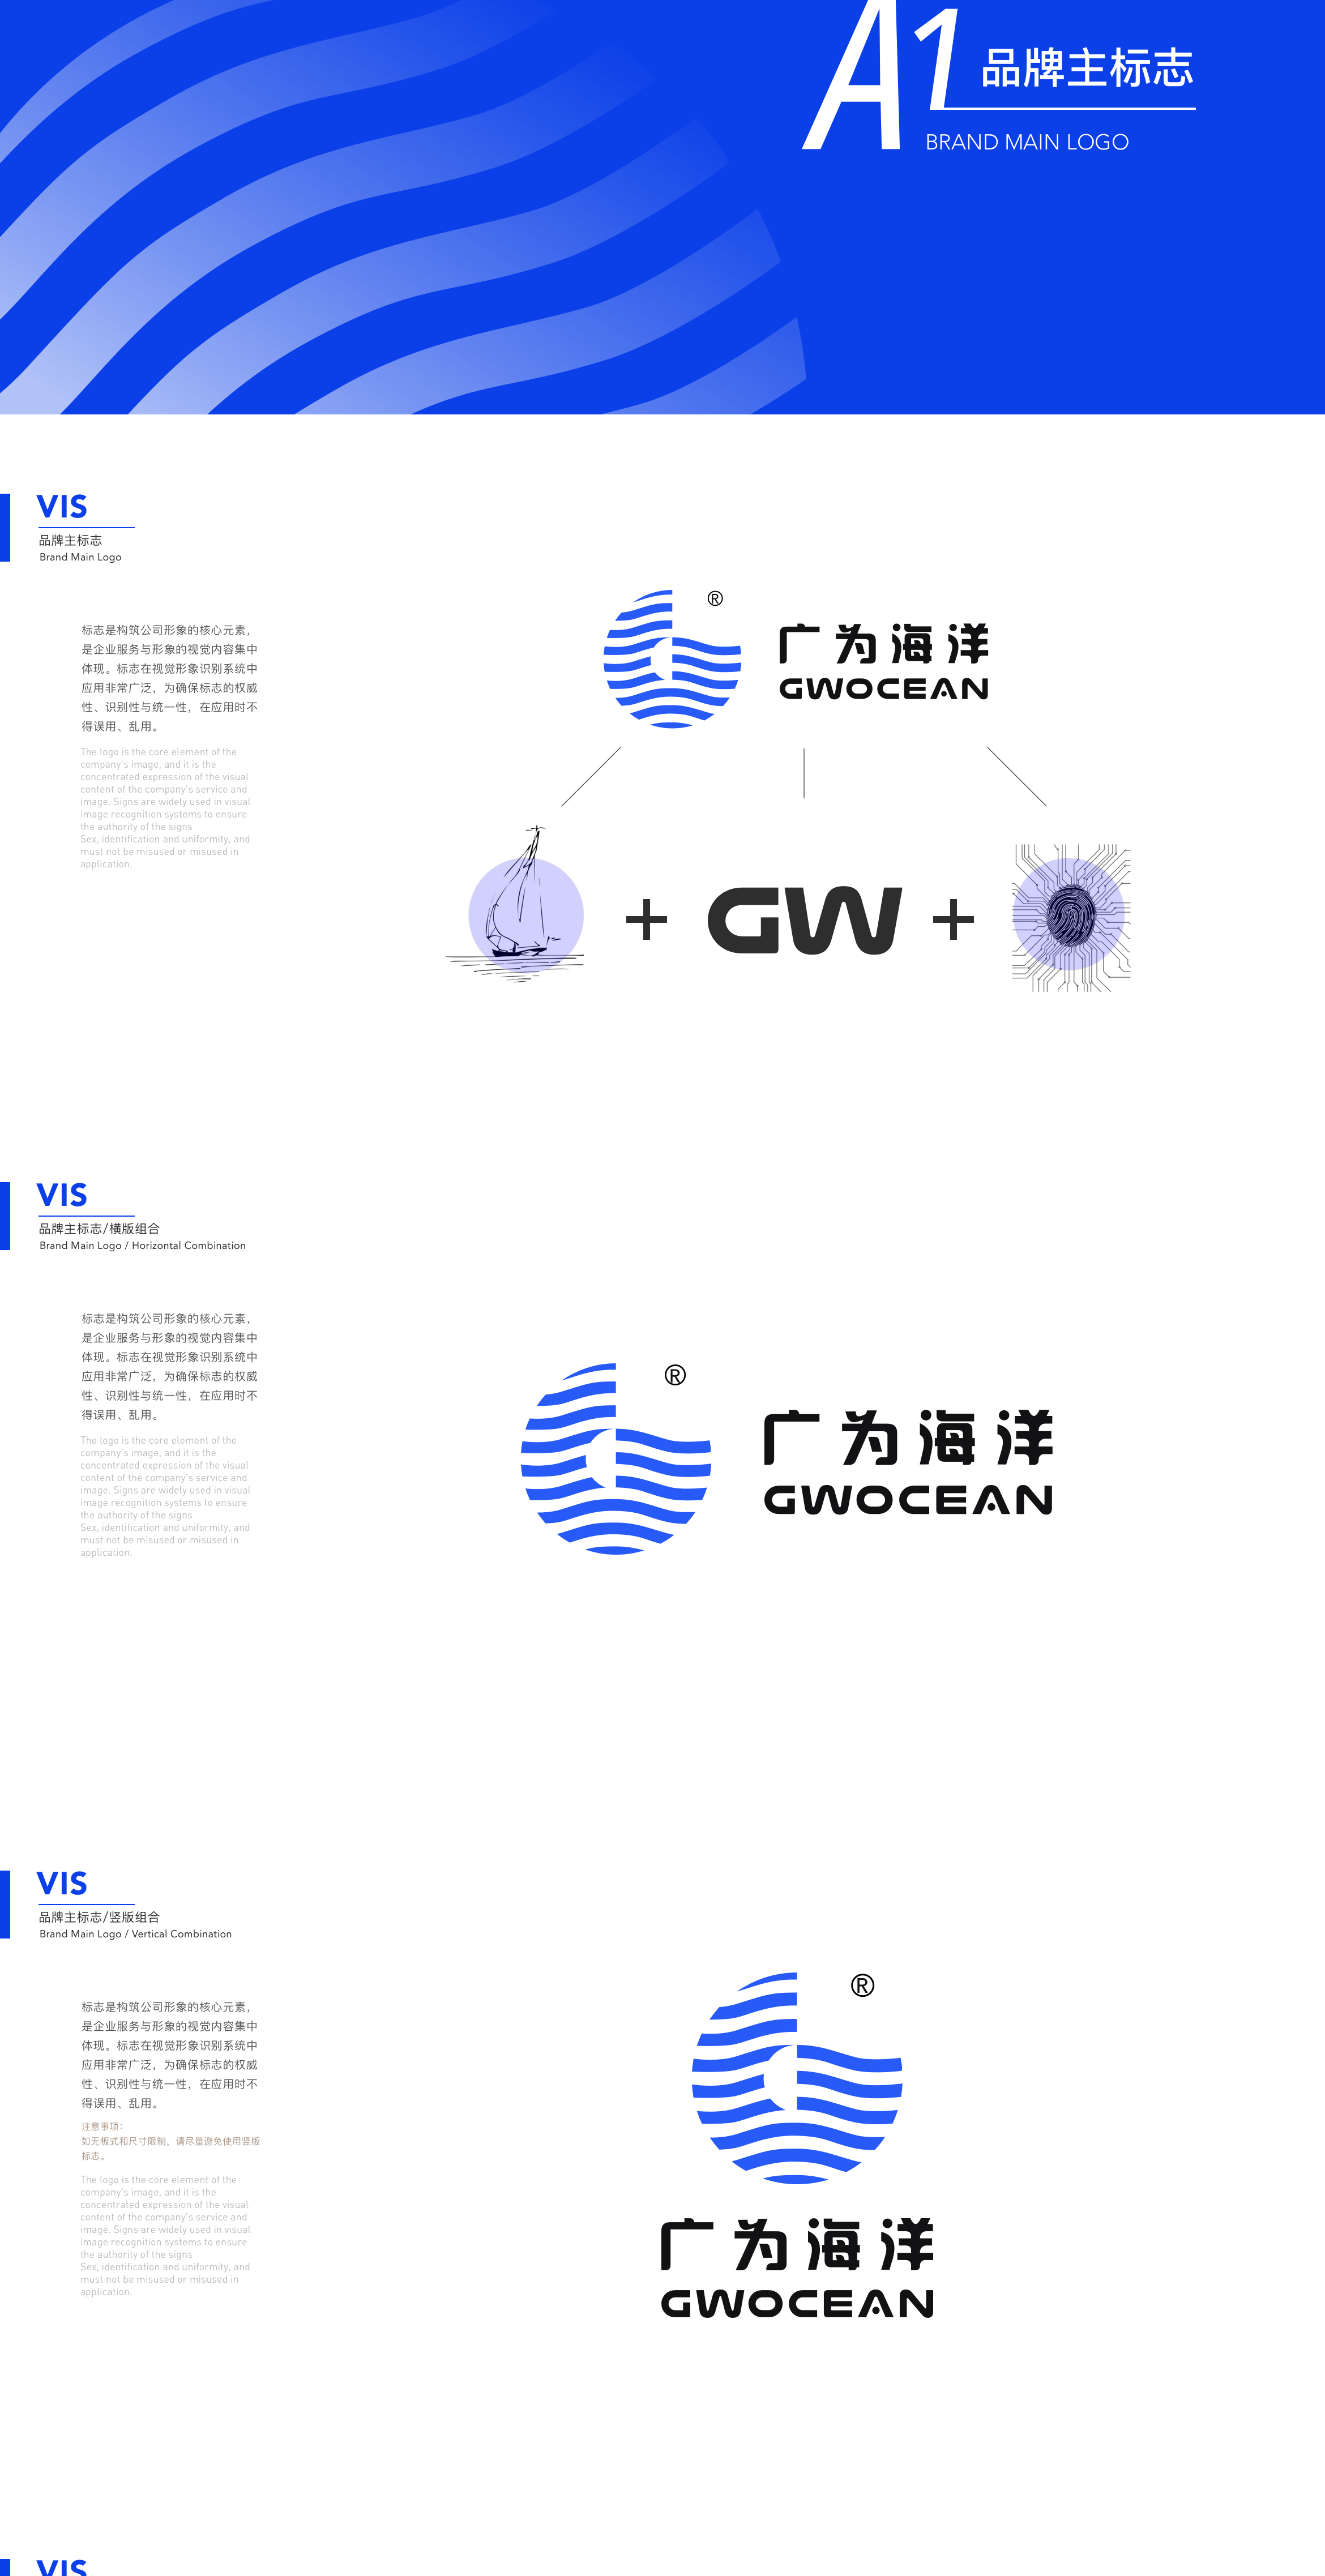 A1 品牌主标志
BRAND MAIN LOGO
VIS
品牌主标志
Brand Main Logo
标志是构筑公司形象的核心元素，
是企业服务与形象的视觉内容集中
体现。标志在视觉形象识别系统中
应用非常广泛，为确保标志的权威
性、识别性与统一性，在应用时不
得误用、乱用。
The logo is the core element of the
company's image, and it is the
concentrated expression of the visual
content of the company's service and
image. Signs are widely used in visual
image recognition systems to ensure
the authority of the signs
Sex, identification and uniformity, and
must not be misused or misused in
application.
®
广为海洋
GWOCEAN
+ GW +
VIS
品牌主标志/横版组合
Brand Main Logo / Horizontal Combination
标志是构筑公司形象的核心元素，
是企业服务与形象的视觉内容集中
体现。标志在视觉形象识别系统中
应用非常广泛，为确保标志的权威
性、识别性与统一性，在应用时不
得误用、乱用。
The logo is the core element of the
company's image, and it is the
concentrated expression of the visual
content of the company's service and
image. Signs are widely used in visual
image recognition systems to ensure
the authority of the signs
Sex, identification and uniformity, and
must not be misused or misused in
application.
®
广为海洋
GWOCEAN
VIS
品牌主标志/竖版组合
Brand Main Logo / Vertical Combination
标志是构筑公司形象的核心元素，
是企业服务与形象的视觉内容集中
体现。标志在视觉形象识别系统中
应用非常广泛，为确保标志的权威
性、识别性与统一性，在应用时不
得误用、乱用。
注意事项：
如无板式和尺寸限制，请尽量避免使用竖版
标志。
The logo is the core element of the
company's image, and it is the
concentrated expression of the visual
content of the company's service and
image. Signs are widely used in visual
image recognition systems to ensure
the authority of the signs
Sex, identification and uniformity, and
must not be misused or misused in
application.
®
广为海洋
GWOCEAN
VIS